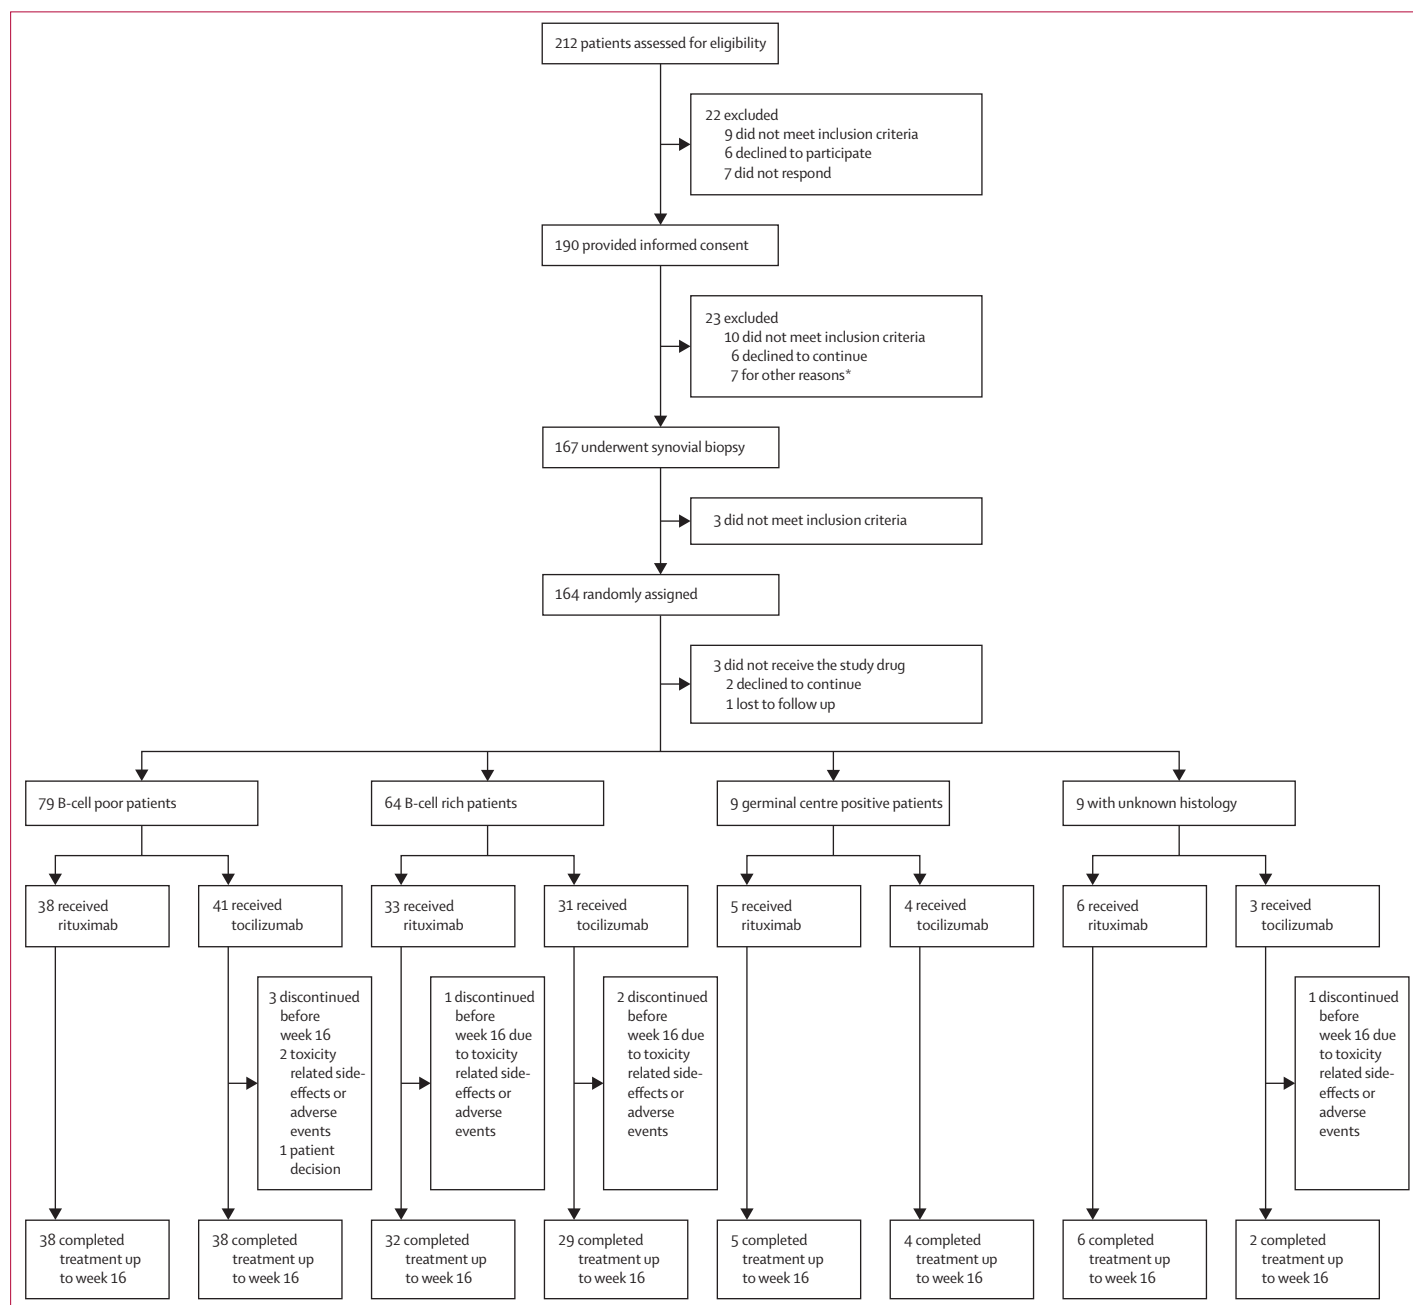 212 patients assessed for eligibility
22 excluded
9 did not meet inclusion criteria
6 declined to participate
7 did not respond
190 provided informed consent
23 excluded
10 did not meet inclusion criteria
6 declined to continue
7 for other reasons*
167 underwent synovial biopsy
3 did not meet inclusion criteria
164 randomly assigned
3 did not receive the study drug
2 declined to continue
1 lost to follow up
79 B-cell poor patients
64 B-cell rich patients
9 germinal centre positive patients
9 with unknown histology
38 received
rituximab
41 received
tocilizumab
33 received
rituximab
31 received
tocilizumab
5 received
rituximab
4 received
tocilizumab
6 received
rituximab
3 received
tocilizumab
3 discontinued
before
week 16
2 toxicity
related side-
effects or
adverse
events
1 patient
decision
1 discontinued
before
week 16 due
to toxicity
related side-
effects or
adverse
events
2 discontinued
before
week 16 due
to toxicity
related side-
effects or
adverse
events
1 discontinued
before
week 16 due
to toxicity
related side-
effects or
adverse
events
38 completed
treatment up
to week 16
38 completed
treatment up
to week 16
32 completed
treatment up
to week 16
29 completed
treatment up
to week 16
5 completed
treatment up
to week 16
4 completed
treatment up
to week 16
6 completed
treatment up
to week 16
2 completed
treatment up
to week 16